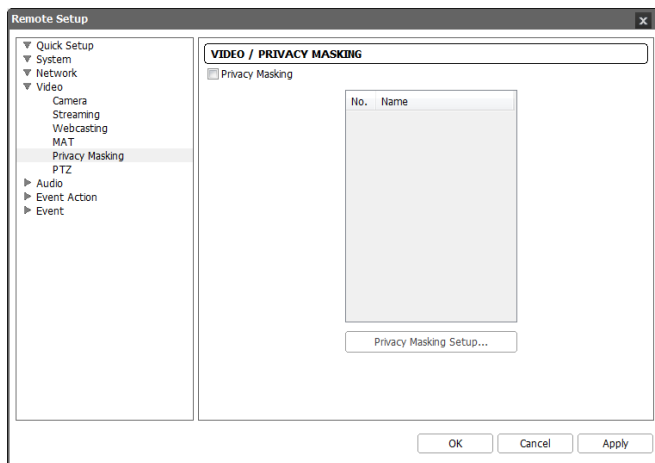 Remote Setup
x
Quick Setup
System
Network
Video
Camera
Streaming
Webcasting
MAT
Privacy Masking
PTZ
Audio
Event Action
Event
VIDEO / PRIVACY MASKING
Privacy Masking
No. Name
Privacy Masking Setup...
OK Cancel Apply